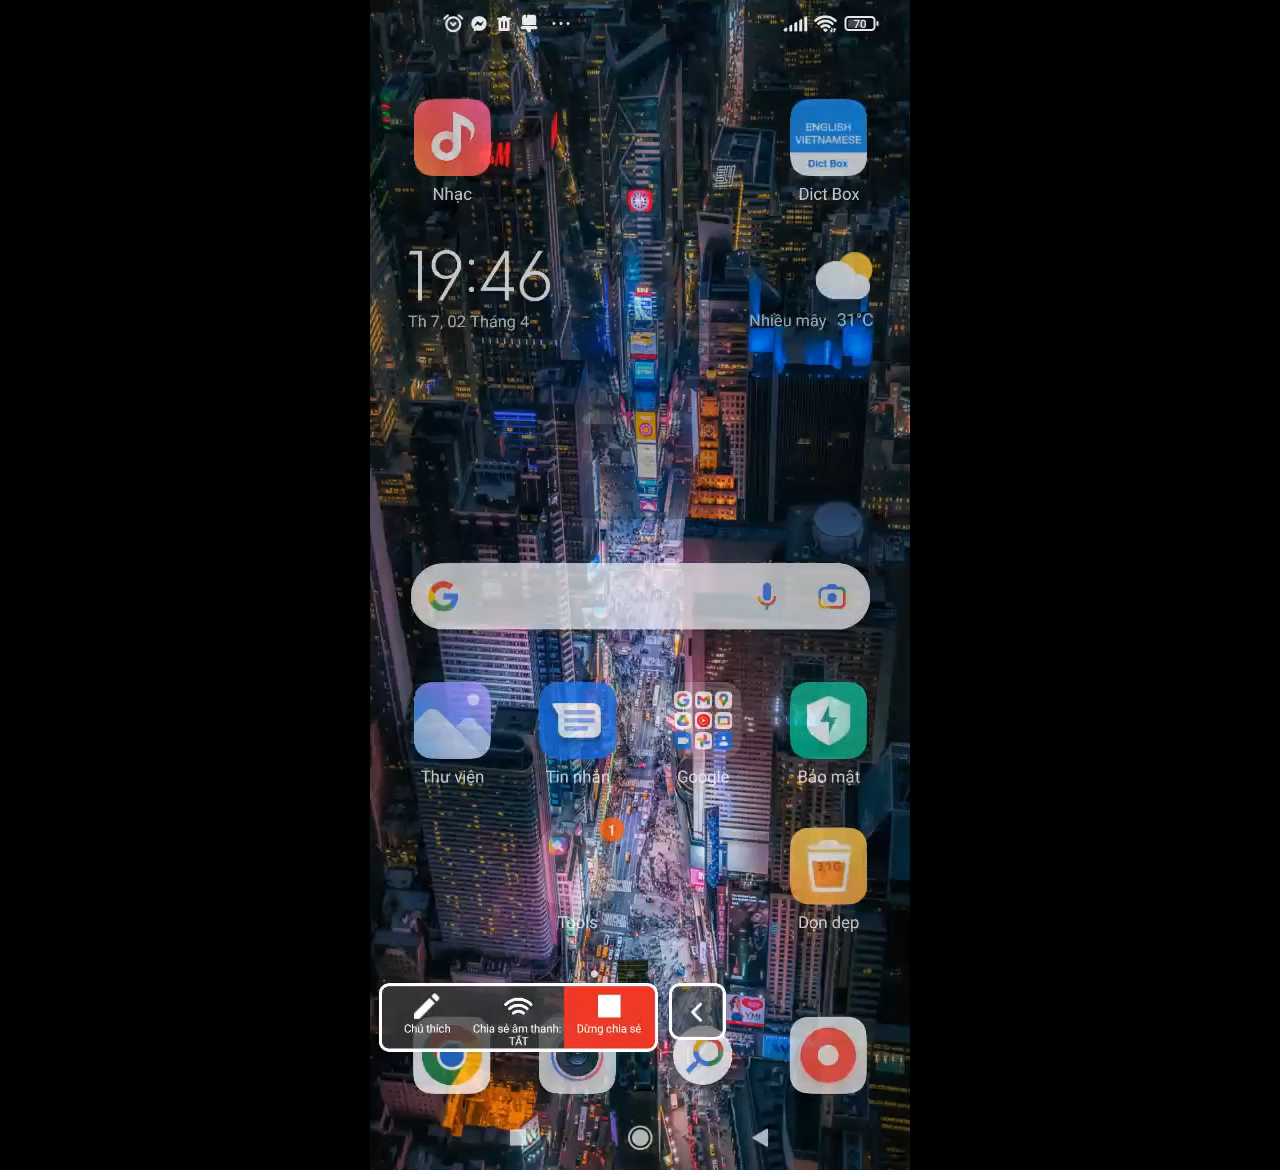 70
ENGLISH
VIETNAMESE
Dict Box
Nhạc
Dict Box
19:46
Th 7, 02 Tháng 4
Nhiều mây 31°C
Thư viện
Tin nhắn
Google
Bảo mật
1
3,1G
Tools
Dọn dẹp
Chú thích
Chia sẻ âm thanh:
TẮT
Dừng chia sẻ